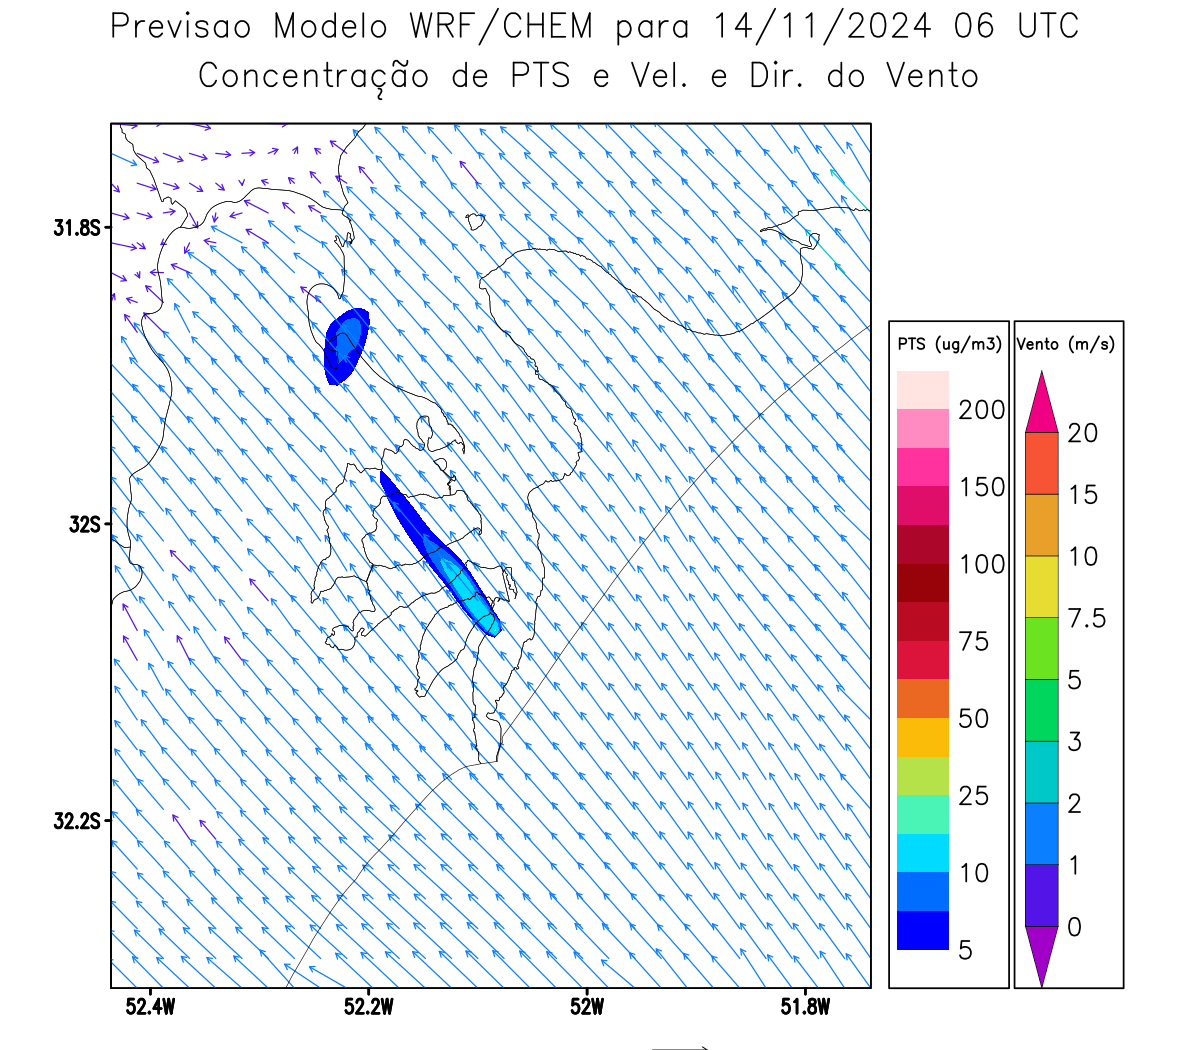 Previsao Modelo WRF/CHEM para 14/11/2024 06 UTC
Concentração de PTS e Vel. e Dir. do Vento
31.8S
32S
32.2S
52.4W 52.2W 52W 51.8W
PTS (ug/m3)
200
150
100
75
50
25
10
5
Vento (m/s)
20
15
10
7.5
5
3
2
1
0